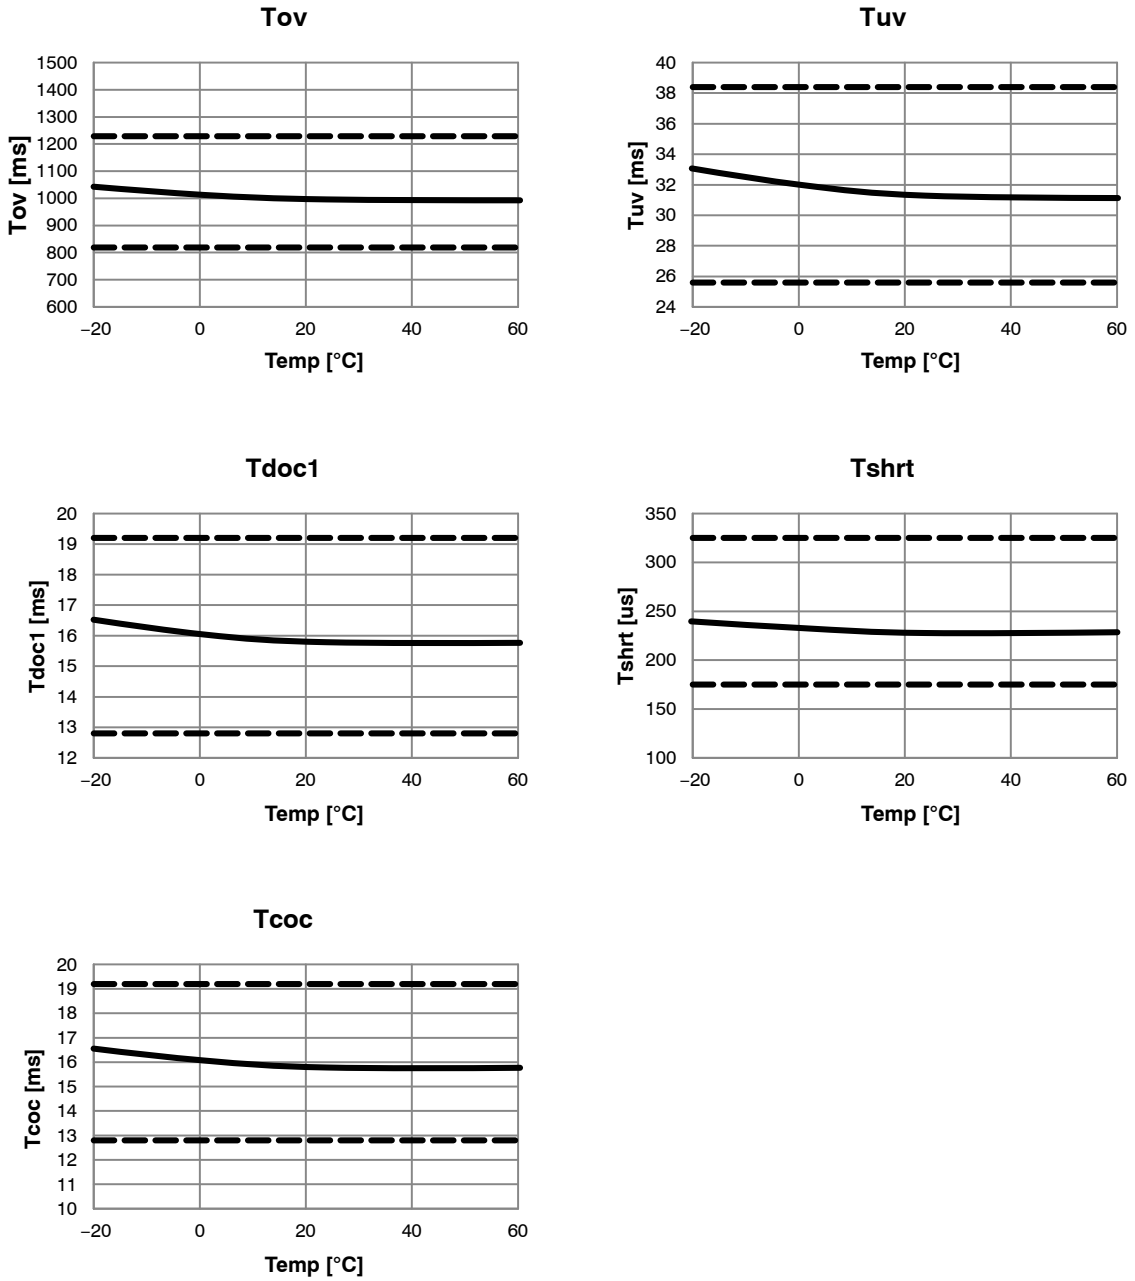 Tov
1500
1400
1300
1200
1100
1000
900
800
700
600
Tov [ms]
−20 0 20 40 60
Temp [°C]
Tuv
40
38
36
34
32
30
28
26
24
Tuv [ms]
−20 0 20 40 60
Temp [°C]
Tdoc1
20
19
18
17
16
15
14
13
12
Tdoc1 [ms]
−20 0 20 40 60
Temp [°C]
Tshrt
350
300
250
200
150
100
Tshrt [us]
−20 0 20 40 60
Temp [°C]
Tcoc
20
19
18
17
16
15
14
13
12
11
10
Tcoc [ms]
−20 0 20 40 60
Temp [°C]